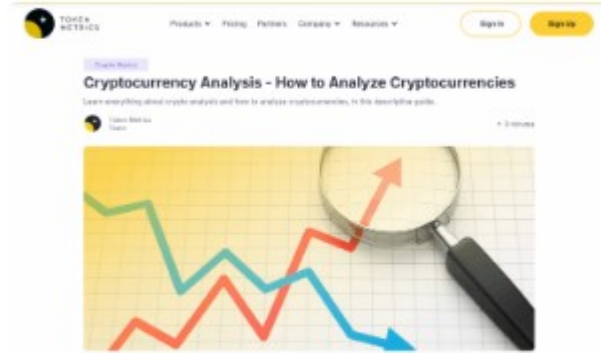 TOKEN
METRICS
Products
Pricing
Partners
Company
Resources
Sign In
Sign Up
Crypto Basics
Cryptocurrency Analysis - How to Analyze Cryptocurrencies
Learn everything about crypto analysis and how to analyze cryptocurrencies, in this descriptive guide.
Token Metrics
Team
minutes